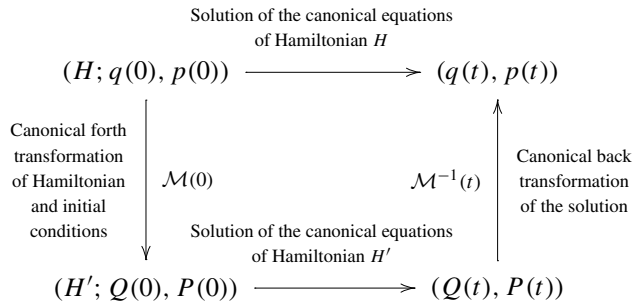 Solution of the canonical equations
of Hamiltonian H
(H; q(0), p(0))
(q(t), p(t))
Canonical forth
transformation
of Hamiltonian
and initial
conditions
ℳ(0)
ℳ⁻¹(t)
Canonical back
transformation
of the solution
Solution of the canonical equations
of Hamiltonian H′
(H′; Q(0), P(0))
(Q(t), P(t))